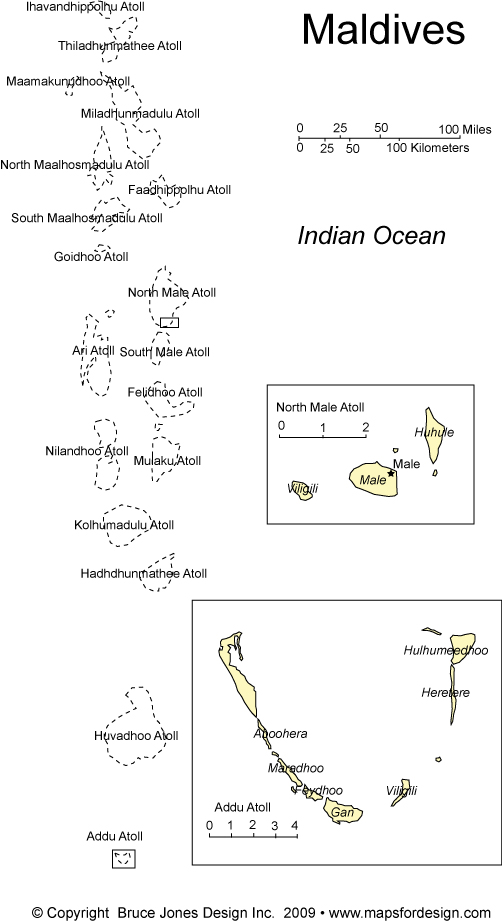 Maldives
Ihavandhippolhu Atoll
Thiladhunmathee Atoll
Maamakunudhoo Atoll
Miladhunmadulu Atoll
0 25 50 100 Miles
0 25 50 100 Kilometers
North Maalhosmadulu Atoll
Faadhippolhu Atoll
South Maalhosmadulu Atoll
Indian Ocean
Goidhoo Atoll
North Male Atoll
Ari Atoll
South Male Atoll
Felidhoo Atoll
Nilandhoo Atoll
Mulaku Atoll
Kolhumadulu Atoll
Hadhdhunmathee Atoll
Huvadhoo Atoll
Addu Atoll
North Male Atoll
0 1 2
Huhule
Male
Male
Viligili
Hulhumeedhoo
Heretere
Aboohera
Maredhoo
Feydhoo
Viligili
Gan
Addu Atoll
0 1 2 3 4
© Copyright Bruce Jones Design Inc. 2009 • www.mapsfordesign.com